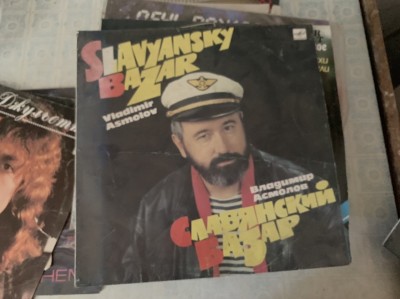 SLAVYANSKY
BAZAR
Vladimir
Asmolov
Владимир
Асмолов
СЛАВЯНСКИЙ
БАЗАР